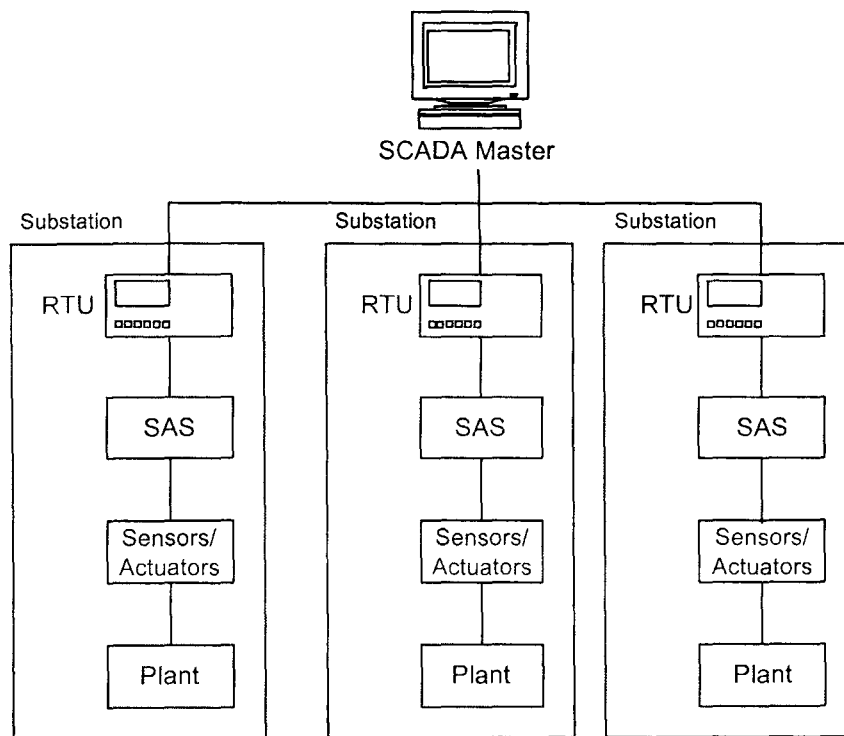 SCADA Master
Substation
Substation
Substation
RTU
RTU
RTU
SAS
SAS
SAS
Sensors/
Actuators
Sensors/
Actuators
Sensors/
Actuators
Plant
Plant
Plant